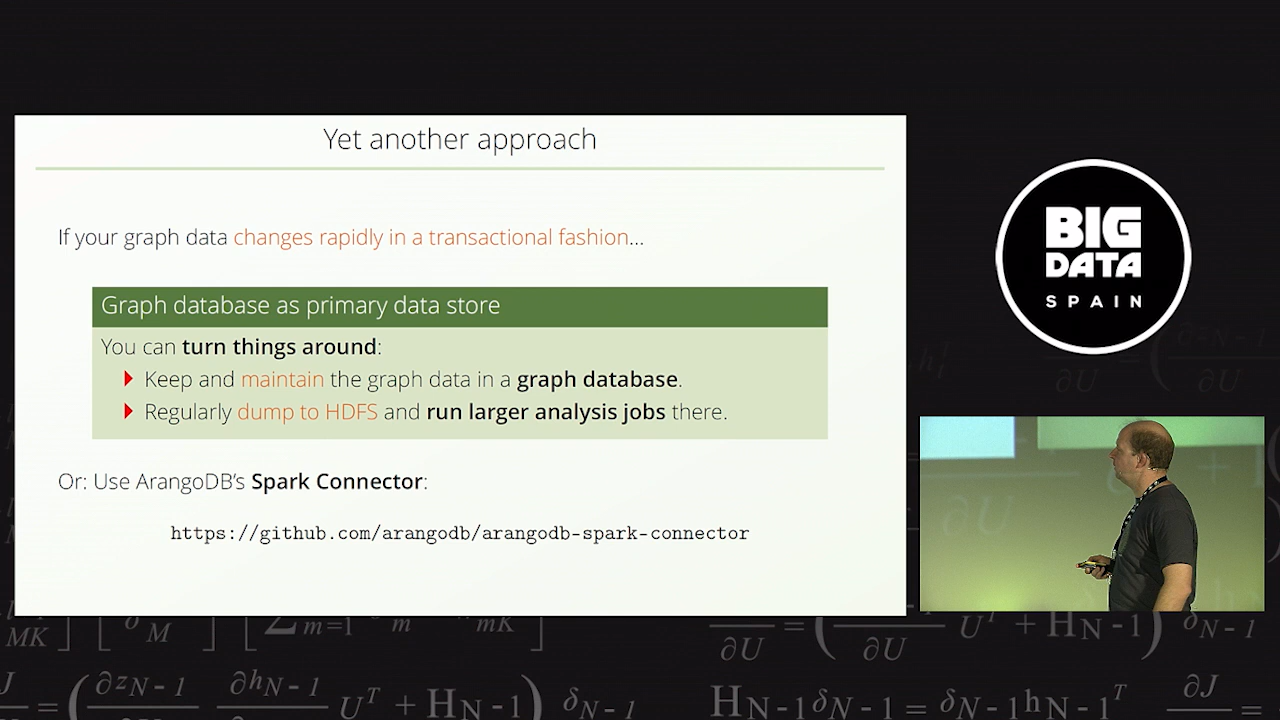 Yet another approach
If your graph data changes rapidly in a transactional fashion...
Graph database as primary data store
You can turn things around:
Keep and maintain the graph data in a graph database.
Regularly dump to HDFS and run larger analysis jobs there.
Or: Use ArangoDB's Spark Connector:
https://github.com/arangodb/arangodb-spark-connector
BIG
DATA
SPAIN